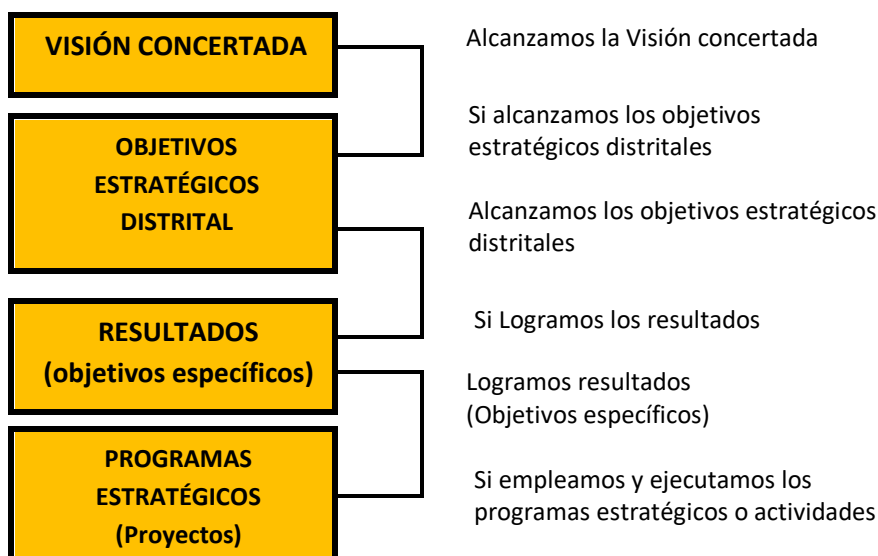 VISIÓN CONCERTADA
Alcanzamos la Visión concertada
OBJETIVOS
ESTRATÉGICOS
DISTRITAL
Si alcanzamos los objetivos
estratégicos distritales
Alcanzamos los objetivos estratégicos
distritales
RESULTADOS
(objetivos específicos)
Si Logramos los resultados
Logramos resultados
(Objetivos específicos)
PROGRAMAS
ESTRATÉGICOS
(Proyectos)
Si empleamos y ejecutamos los
programas estratégicos o actividades